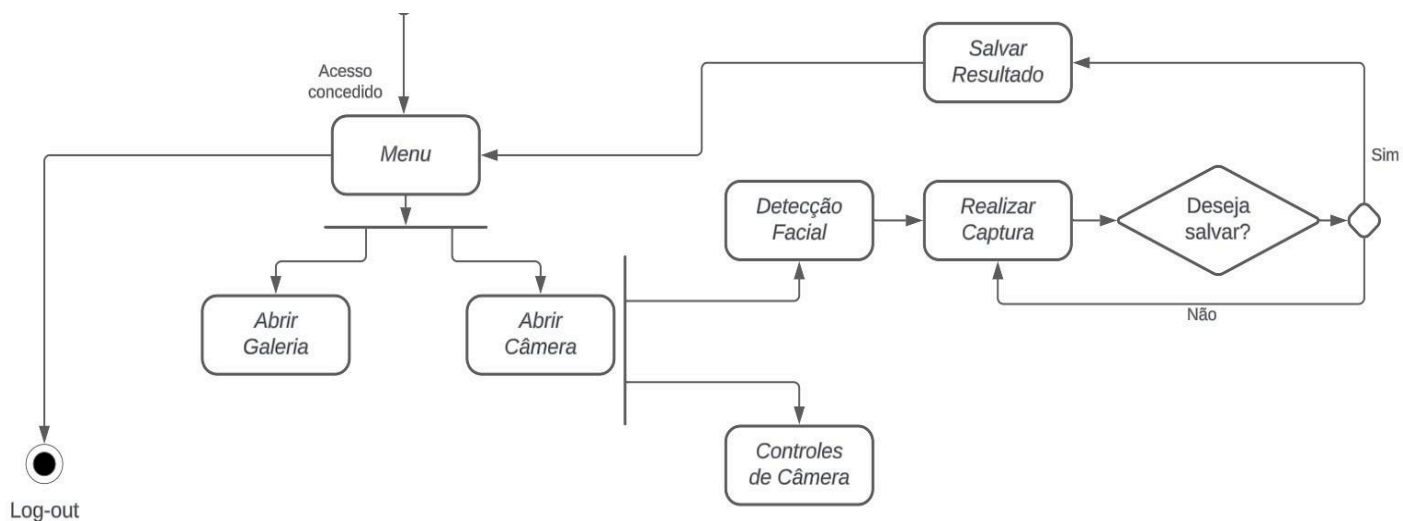 Acesso
concedido
Menu
Salvar
Resultado
Sim
Detecção
Facial
Realizar
Captura
Deseja
salvar?
Não
Abrir
Galeria
Abrir
Câmera
Controles
de Câmera
Log-out